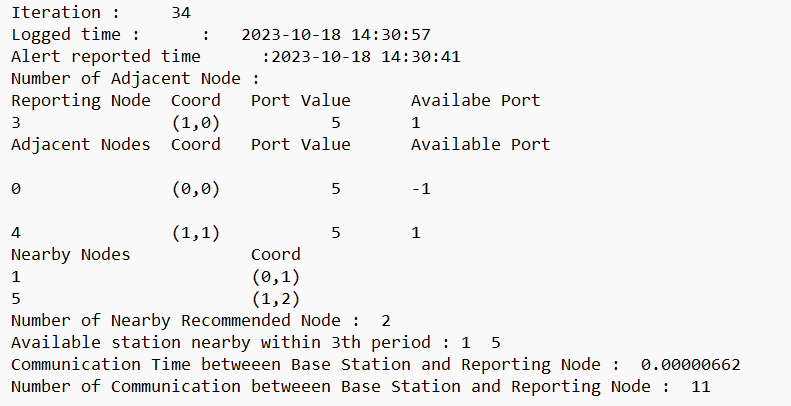 Iteration :     34
Logged time :      :   2023-10-18 14:30:57
Alert reported time      :2023-10-18 14:30:41
Number of Adjacent Node :
Reporting Node  Coord   Port Value      Availabe Port
3               (1,0)           5       1
Adjacent Nodes  Coord   Port Value      Available Port
0               (0,0)           5       -1
4               (1,1)           5       1
Nearby Nodes            Coord
1                       (0,1)
5                       (1,2)
Number of Nearby Recommended Node :  2
Available station nearby within 3th period : 1  5
Communication Time betweeen Base Station and Reporting Node :  0.00000662
Number of Communication betweeen Base Station and Reporting Node :  11